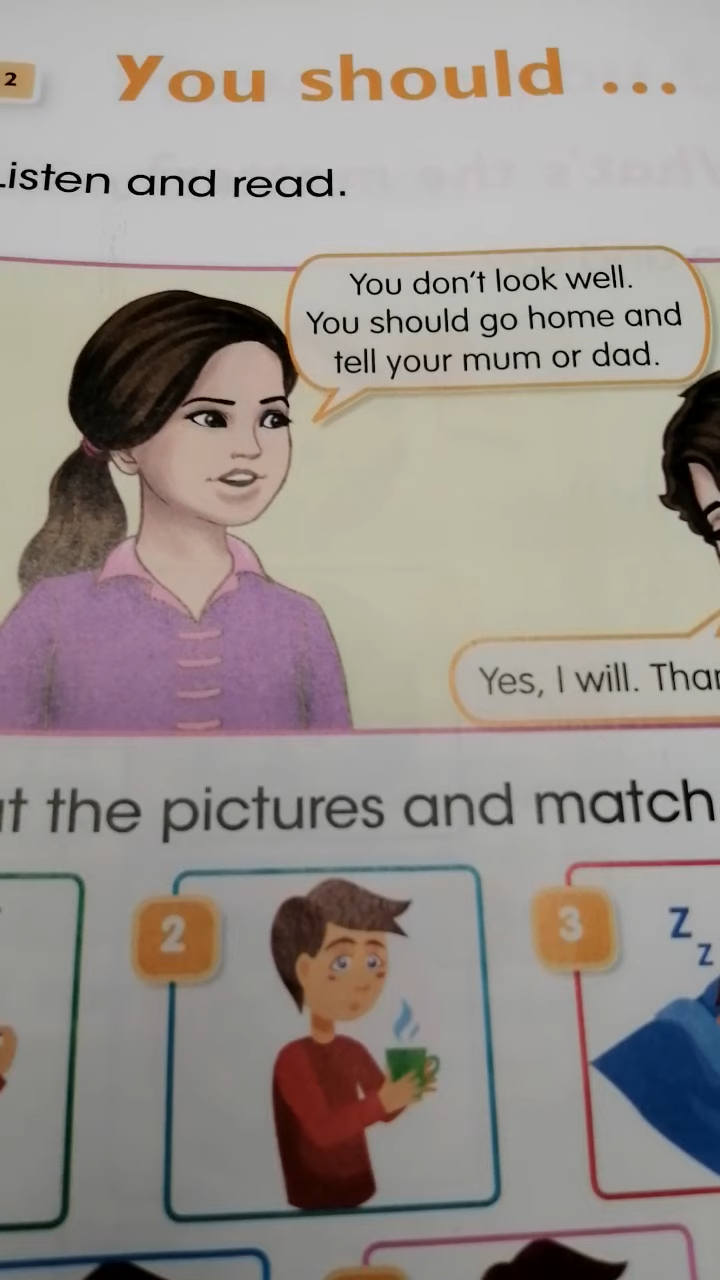 2
You should ...
Listen and read.
You don't look well.
You should go home and
tell your mum or dad.
Yes, I will.
the pictures and match
2
3
Z
Z